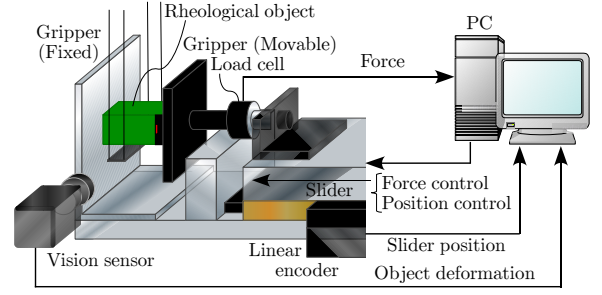 Rheological object
PC
Gripper
(Fixed)
Gripper (Movable)
Load cell
Force
Slider
Force control
Position control
Linear
encoder
Slider position
Vision sensor
Object deformation